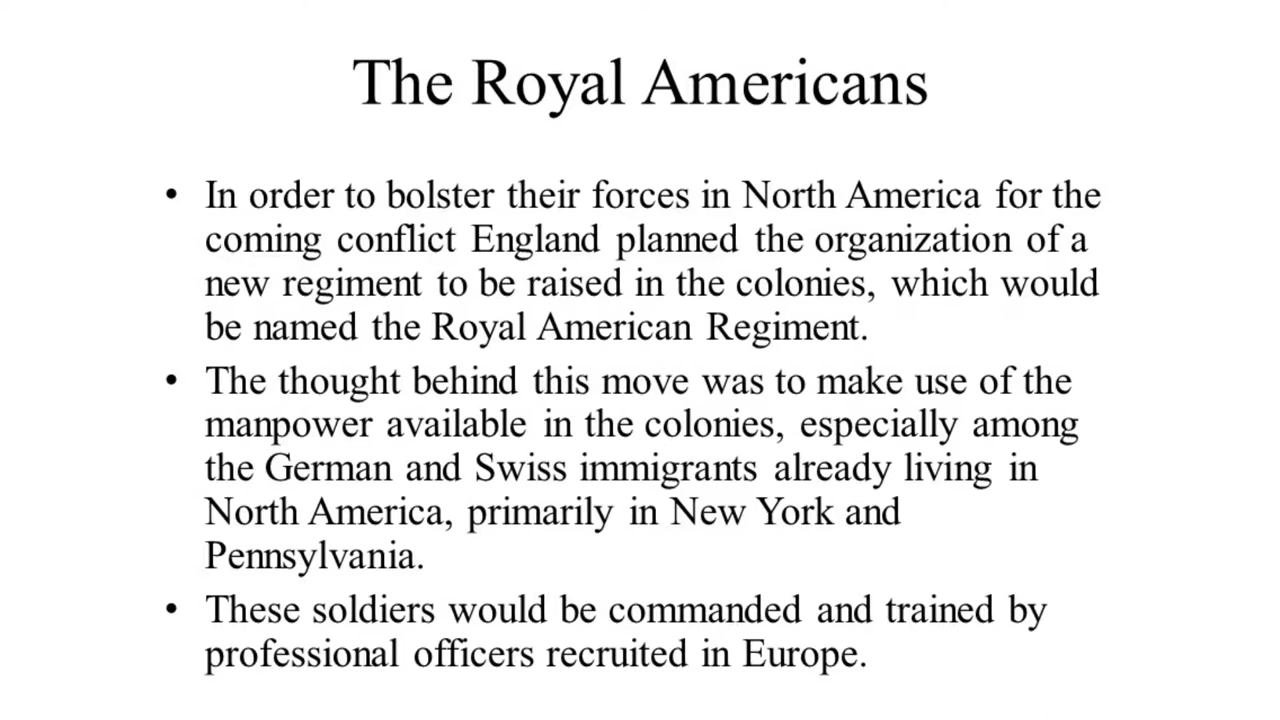 The Royal Americans
• In order to bolster their forces in North America for the
coming conflict England planned the organization of a
new regiment to be raised in the colonies, which would
be named the Royal American Regiment.
• The thought behind this move was to make use of the
manpower available in the colonies, especially among
the German and Swiss immigrants already living in
North America, primarily in New York and
Pennsylvania.
• These soldiers would be commanded and trained by
professional officers recruited in Europe.